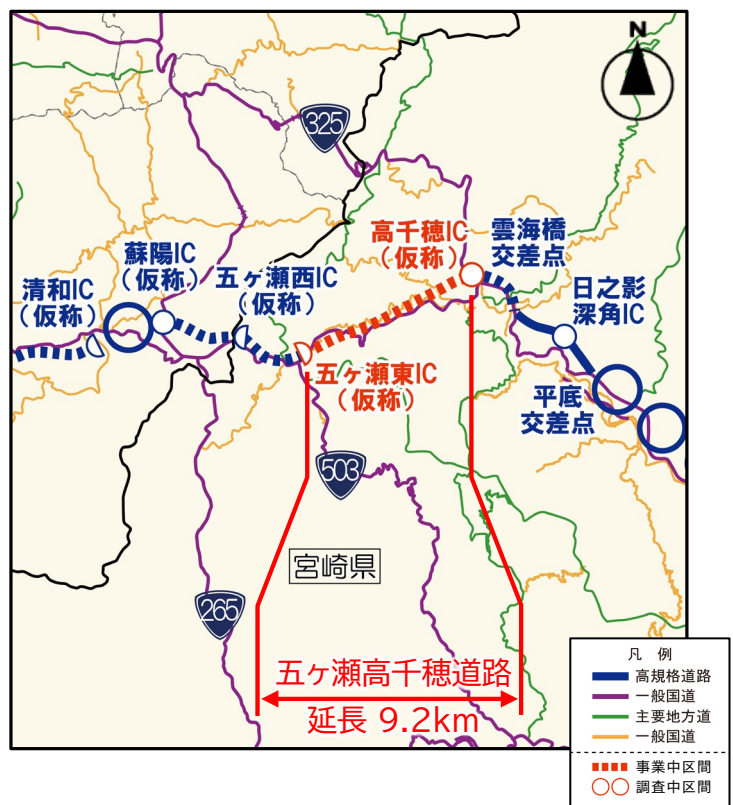 N
325
高千穂IC
(仮称)
雲海橋
交差点
蘇陽IC
(仮称)
五ヶ瀬西IC
(仮称)
清和IC
(仮称)
日之影
深角IC
五ヶ瀬東IC
(仮称)
平底
交差点
503
宮崎県
265
五ヶ瀬高千穂道路
延長 9.2km
凡 例
高規格道路
一般国道
主要地方道
一般国道
事業中区間
調査中区間